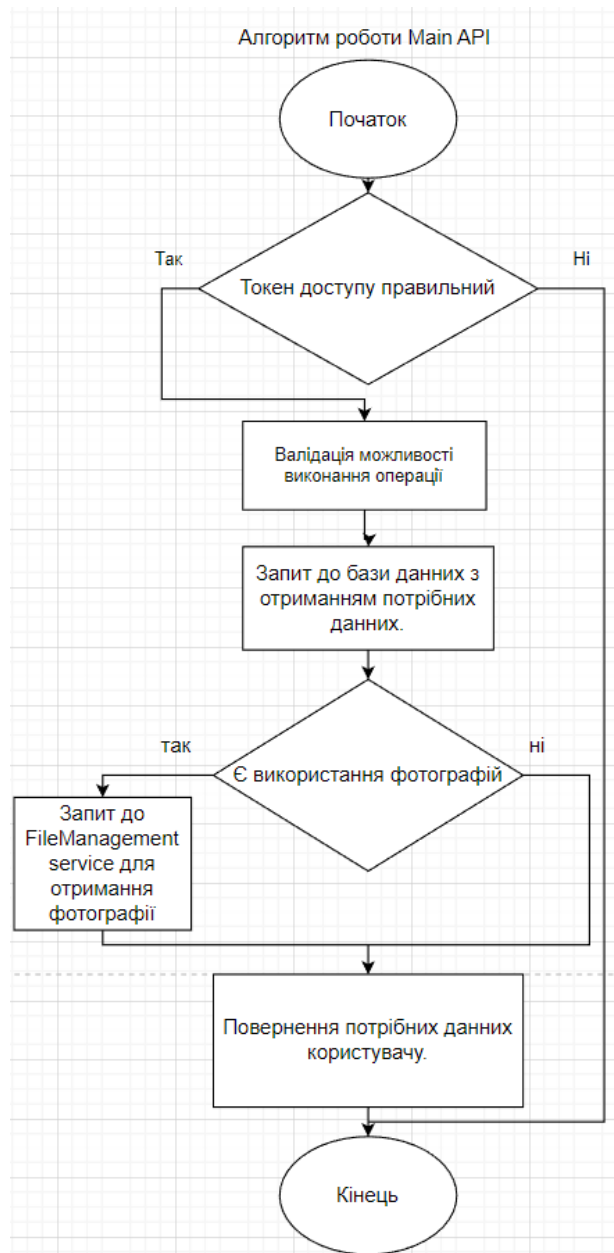 Алгоритм роботи Main API
Початок
Так
Ні
Токен доступу правильний
Валідація можливості
виконання операції
Запит до бази данних з
отриманням потрібних
данних.
так
ні
Є використання фотографій
Запит до
FileManagement
service для
отримання
фотографії
Повернення потрібних данних
користувачу.
Кінець